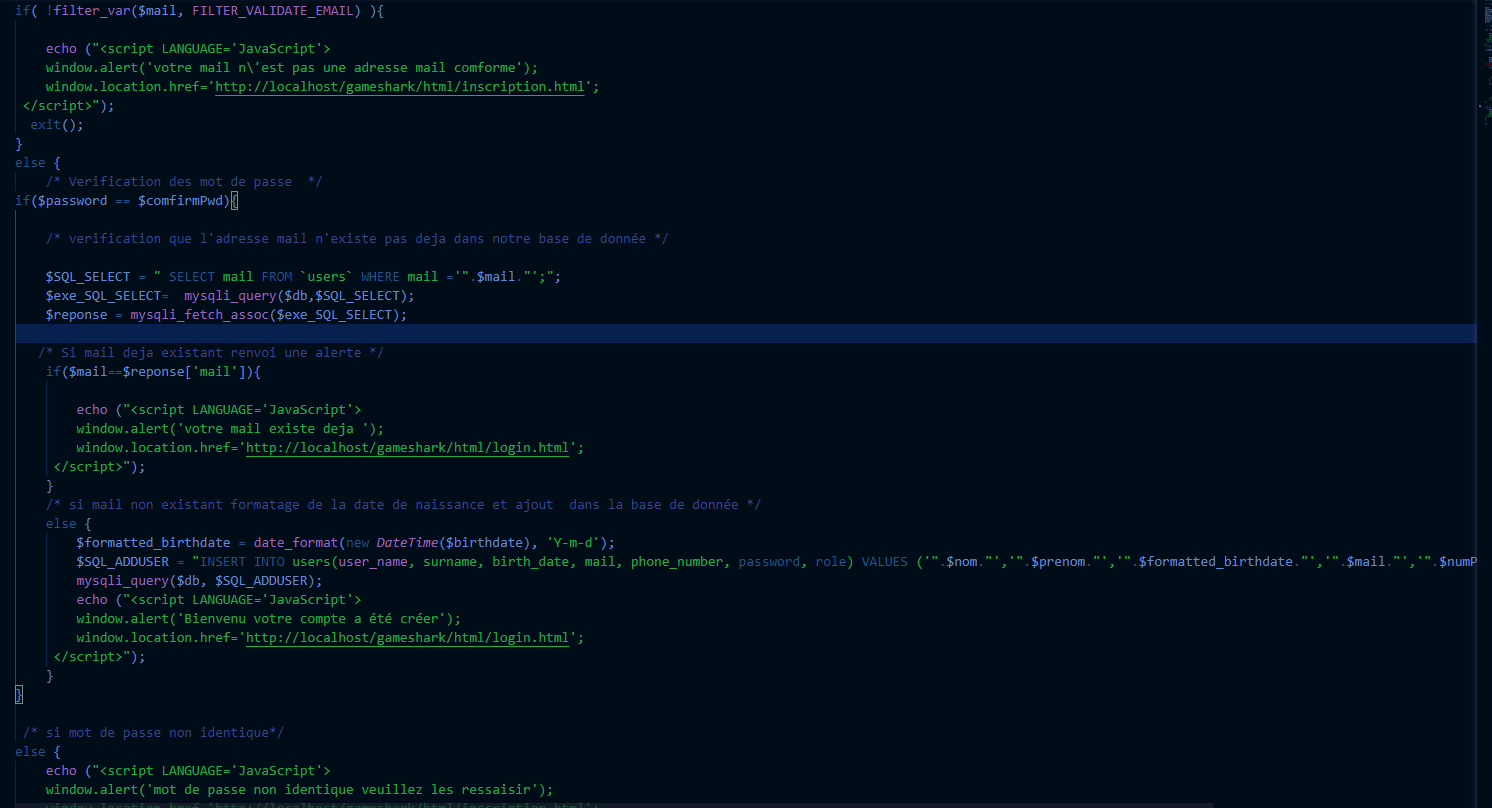 if( !filter_var($mail, FILTER_VALIDATE_EMAIL) ){
echo ("<script LANGUAGE='JavaScript'>
window.alert('votre mail n\'est pas une adresse mail comforme');
window.location.href='http://localhost/gameshark/html/inscription.html';
</script>");
exit();
}
else {
/* Verification des mot de passe  */
if($password == $comfirmPwd){
/* verification que l'adresse mail n'existe pas deja dans notre base de donnée */
$SQL_SELECT = " SELECT mail FROM `users` WHERE mail ='".$mail."';";
$exe_SQL_SELECT=  mysqli_query($db,$SQL_SELECT);
$reponse = mysqli_fetch_assoc($exe_SQL_SELECT);
/* Si mail deja existant renvoi une alerte */
if($mail==$reponse['mail']){
echo ("<script LANGUAGE='JavaScript'>
window.alert('votre mail existe deja ');
window.location.href='http://localhost/gameshark/html/login.html';
</script>");
}
/* si mail non existant formatage de la date de naissance et ajout  dans la base de donnée */
else {
$formatted_birthdate = date_format(new DateTime($birthdate), 'Y-m-d');
$SQL_ADDUSER = "INSERT INTO users(user_name, surname, birth_date, mail, phone_number, password, role) VALUES ('".$nom."','".$prenom."','".$formatted_birthdate."','".$mail."','".$numP
mysqli_query($db, $SQL_ADDUSER);
echo ("<script LANGUAGE='JavaScript'>
window.alert('Bienvenu votre compte a été créer');
window.location.href='http://localhost/gameshark/html/login.html';
</script>");
}
}
/* si mot de passe non identique*/
else {
echo ("<script LANGUAGE='JavaScript'>
window.alert('mot de passe non identique veuillez les ressaisir');
window.location.href='http://localhost/gameshark/html/inscription.html';